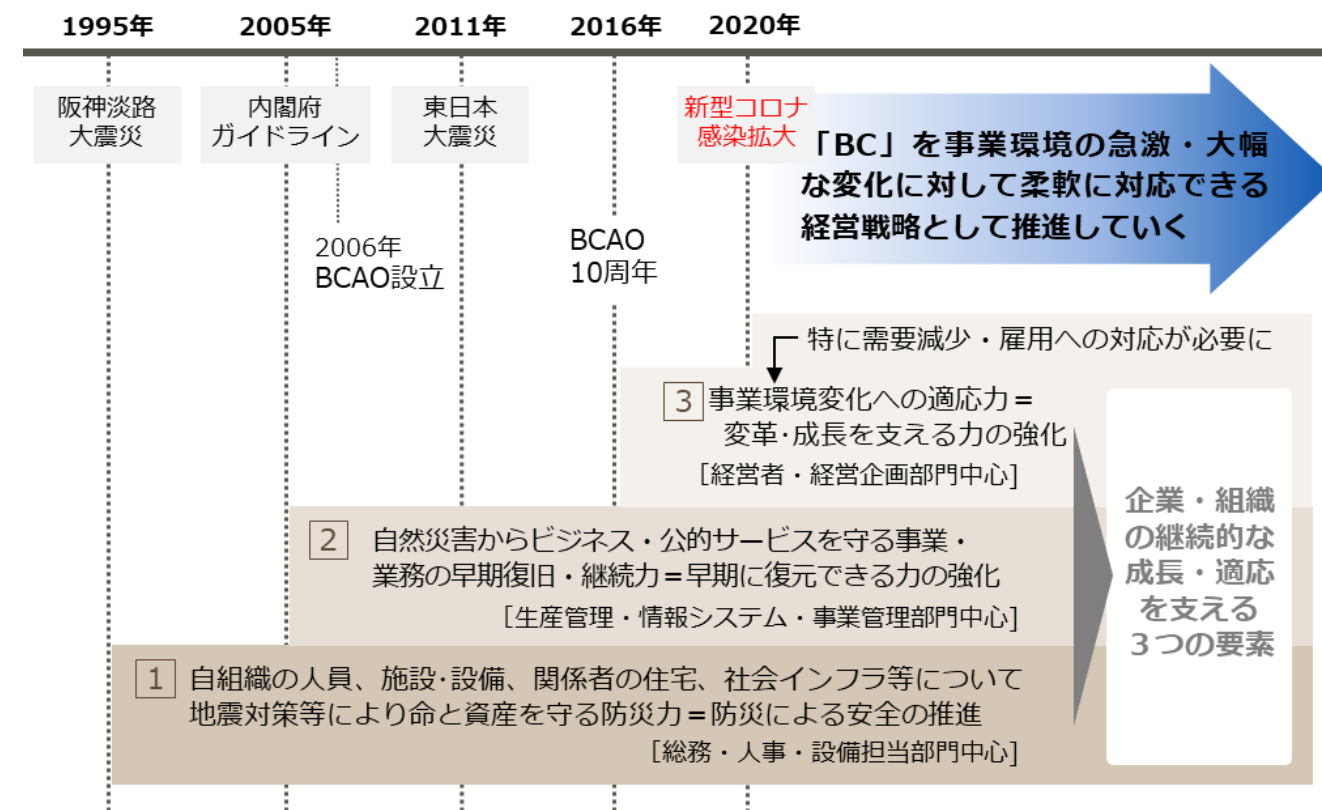 1995年
2005年
2011年
2016年
2020年
阪神淡路
大震災
内閣府
ガイドライン
東日本
大震災
新型コロナ
感染拡大
「BC」を事業環境の急激・大幅
な変化に対して柔軟に対応できる
経営戦略として推進していく
2006年
BCAO設立
BCAO
10周年
特に需要減少・雇用への対応が必要に
3 事業環境変化への適応力＝
変革･成長を支える力の強化
［経営者・経営企画部門中心］
2 自然災害からビジネス・公的サービスを守る事業・
業務の早期復旧・継続力＝早期に復元できる力の強化
［生産管理・情報システム・事業管理部門中心］
1 自組織の人員、施設･設備、関係者の住宅、社会インフラ等について
地震対策等により命と資産を守る防災力＝防災による安全の推進
［総務・人事・設備担当部門中心］
企業・組織
の継続的な
成長・適応
を支える
３つの要素